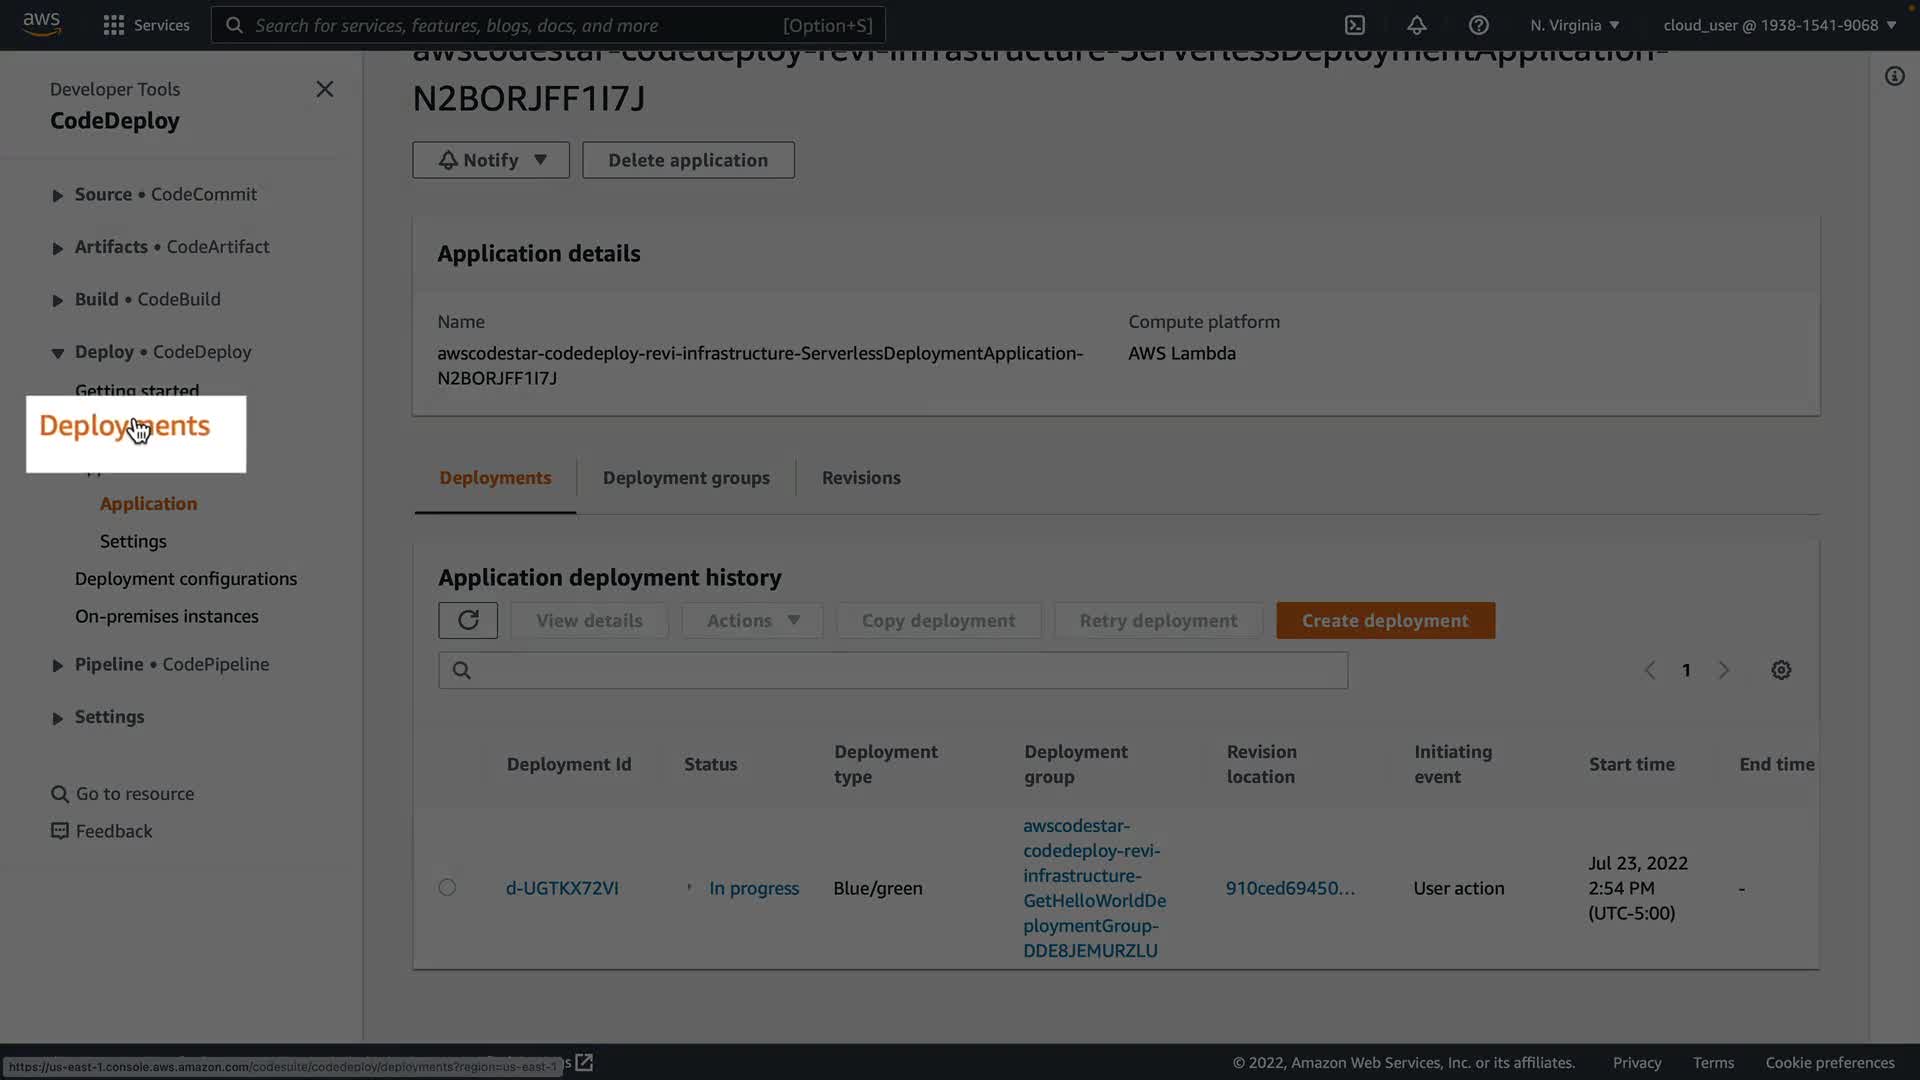 aws
Services
Search for services, features, blogs, docs, and more
[Option+S]
N. Virginia
cloud_user @ 1938-1541-9068
Developer Tools
CodeDeploy
Source • CodeCommit
Artifacts • CodeArtifact
Build • CodeBuild
Deploy • CodeDeploy
Getting started
Deployments
Application
Settings
Deployment configurations
On-premises instances
Pipeline • CodePipeline
Settings
Go to resource
Feedback
awscodestar-codedeploy-revi-infrastructure-ServerlessDeploymentApplication-
N2BORJFF1I7J
Notify
Delete application
Application details
Name
awscodestar-codedeploy-revi-infrastructure-ServerlessDeploymentApplication-
N2BORJFF1I7J
Compute platform
AWS Lambda
Deployments
Deployment groups
Revisions
Application deployment history
View details
Actions
Copy deployment
Retry deployment
Create deployment
1
Deployment Id
Status
Deployment
type
Deployment
group
Revision
location
Initiating
event
Start time
End time
d-UGTKX72VI
In progress
Blue/green
awscodestar-
codedeploy-revi-
infrastructure-
GetHelloWorldDe
ploymentGroup-
DDE8JEMURZLU
910ced69450...
User action
Jul 23, 2022
2:54 PM
(UTC-5:00)
-
https://us-east-1.console.aws.amazon.com/codesuite/codedeploy/deployments?region=us-east-1
© 2022, Amazon Web Services, Inc. or its affiliates.
Privacy
Terms
Cookie preferences